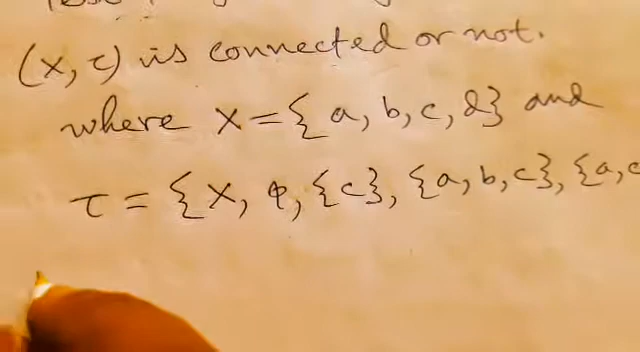 (X, τ) is connected or not.
where X = {a, b, c, d} and
τ = {X, φ, {c}, {a, b, c}, {a, c